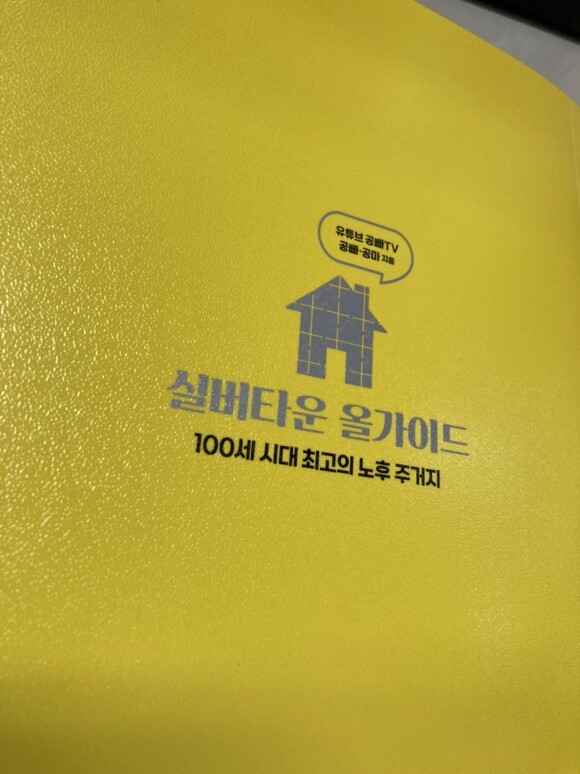 유튜브 공빠TV
공빠·공마 지음
실버타운 올가이드
100세 시대 최고의 노후 주거지